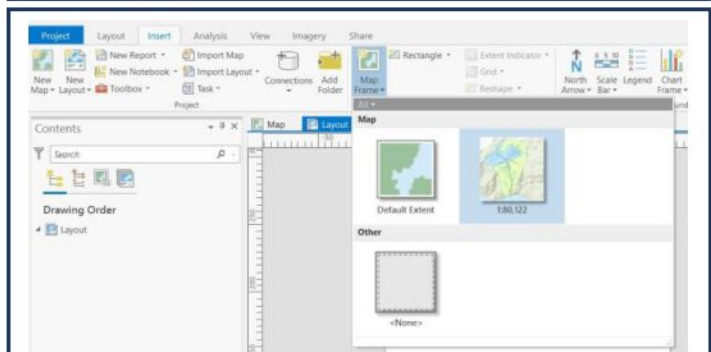 Project Layout Insert Analysis View Imagery Share
New Report Import Map Rectangle Extent Indicator
New Notebook Import Layout Grid
Toolbox Task Reshape
New Map New Layout Connections Add Folder Map Frame North Arrow Scale Bar Legend Chart Frame
Project
All
Contents
Map Layout
Map
Search
Default Extent 1:80,122
Drawing Order
Layout
Other
<None>